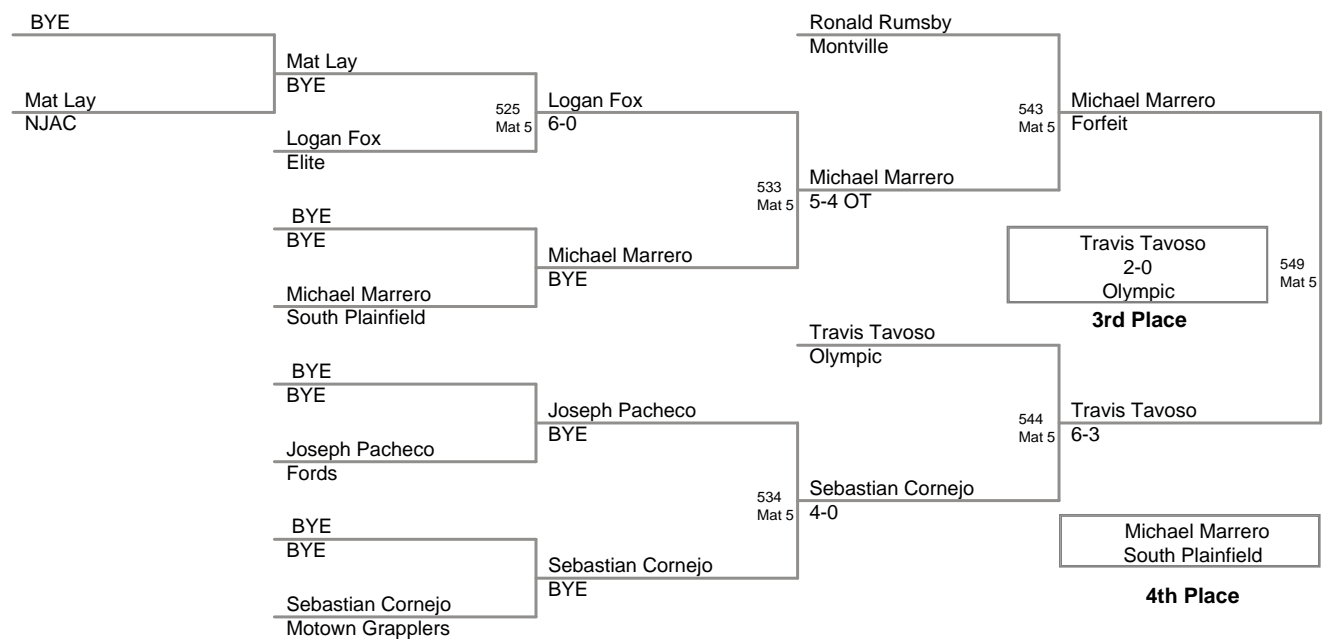 BYE
Mat Lay
NJAC
Mat Lay
BYE
Logan Fox
Elite
525
Mat 5
Logan Fox
6-0
BYE
BYE
Michael Marrero
South Plainfield
Michael Marrero
BYE
533
Mat 5
Michael Marrero
5-4 OT
Ronald Rumsby
Montville
543
Mat 5
Michael Marrero
Forfeit
Travis Tavoso
2-0
Olympic
3rd Place
549
Mat 5
BYE
BYE
Joseph Pacheco
Fords
Joseph Pacheco
BYE
BYE
BYE
Sebastian Cornejo
Motown Grapplers
Sebastian Cornejo
BYE
534
Mat 5
Sebastian Cornejo
4-0
Travis Tavoso
Olympic
544
Mat 5
Travis Tavoso
6-3
Michael Marrero
South Plainfield
4th Place